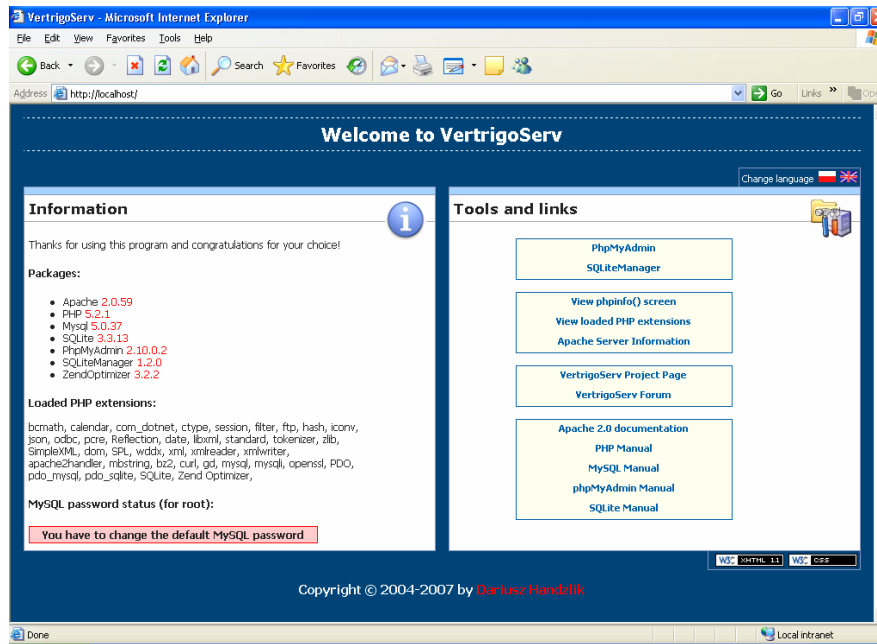 VertrigoServ - Microsoft Internet Explorer
File Edit View Favorites Tools Help
Back Search Favorites
Address http://localhost/ Go Links »
Welcome to VertrigoServ
Change language
Information
Thanks for using this program and congratulations for your choice!
Packages:
Apache 2.0.59
PHP 5.2.1
Mysql 5.0.37
SQLite 3.3.13
PhpMyAdmin 2.10.0.2
SQLiteManager 1.2.0
ZendOptimizer 3.2.2
Loaded PHP extensions:
bcmath, calendar, com_dotnet, ctype, session, filter, ftp, hash, iconv,
json, odbc, pcre, Reflection, date, libxml, standard, tokenizer, zlib,
SimpleXML, dom, SPL, wddx, xml, xmlreader, xmlwriter,
apache2handler, mbstring, bz2, curl, gd, mysql, mysqli, openssl, PDO,
pdo_mysql, pdo_sqlite, SQLite, Zend Optimizer,
MySQL password status (for root):
You have to change the default MySQL password
Tools and links
PhpMyAdmin
SQLiteManager
View phpinfo() screen
View loaded PHP extensions
Apache Server Information
VertrigoServ Project Page
VertrigoServ Forum
Apache 2.0 documentation
PHP Manual
MySQL Manual
phpMyAdmin Manual
SQLite Manual
W3C XHTML 1.1 W3C CSS
Copyright © 2004-2007 by Dariusz Handzlik
Done Local intranet